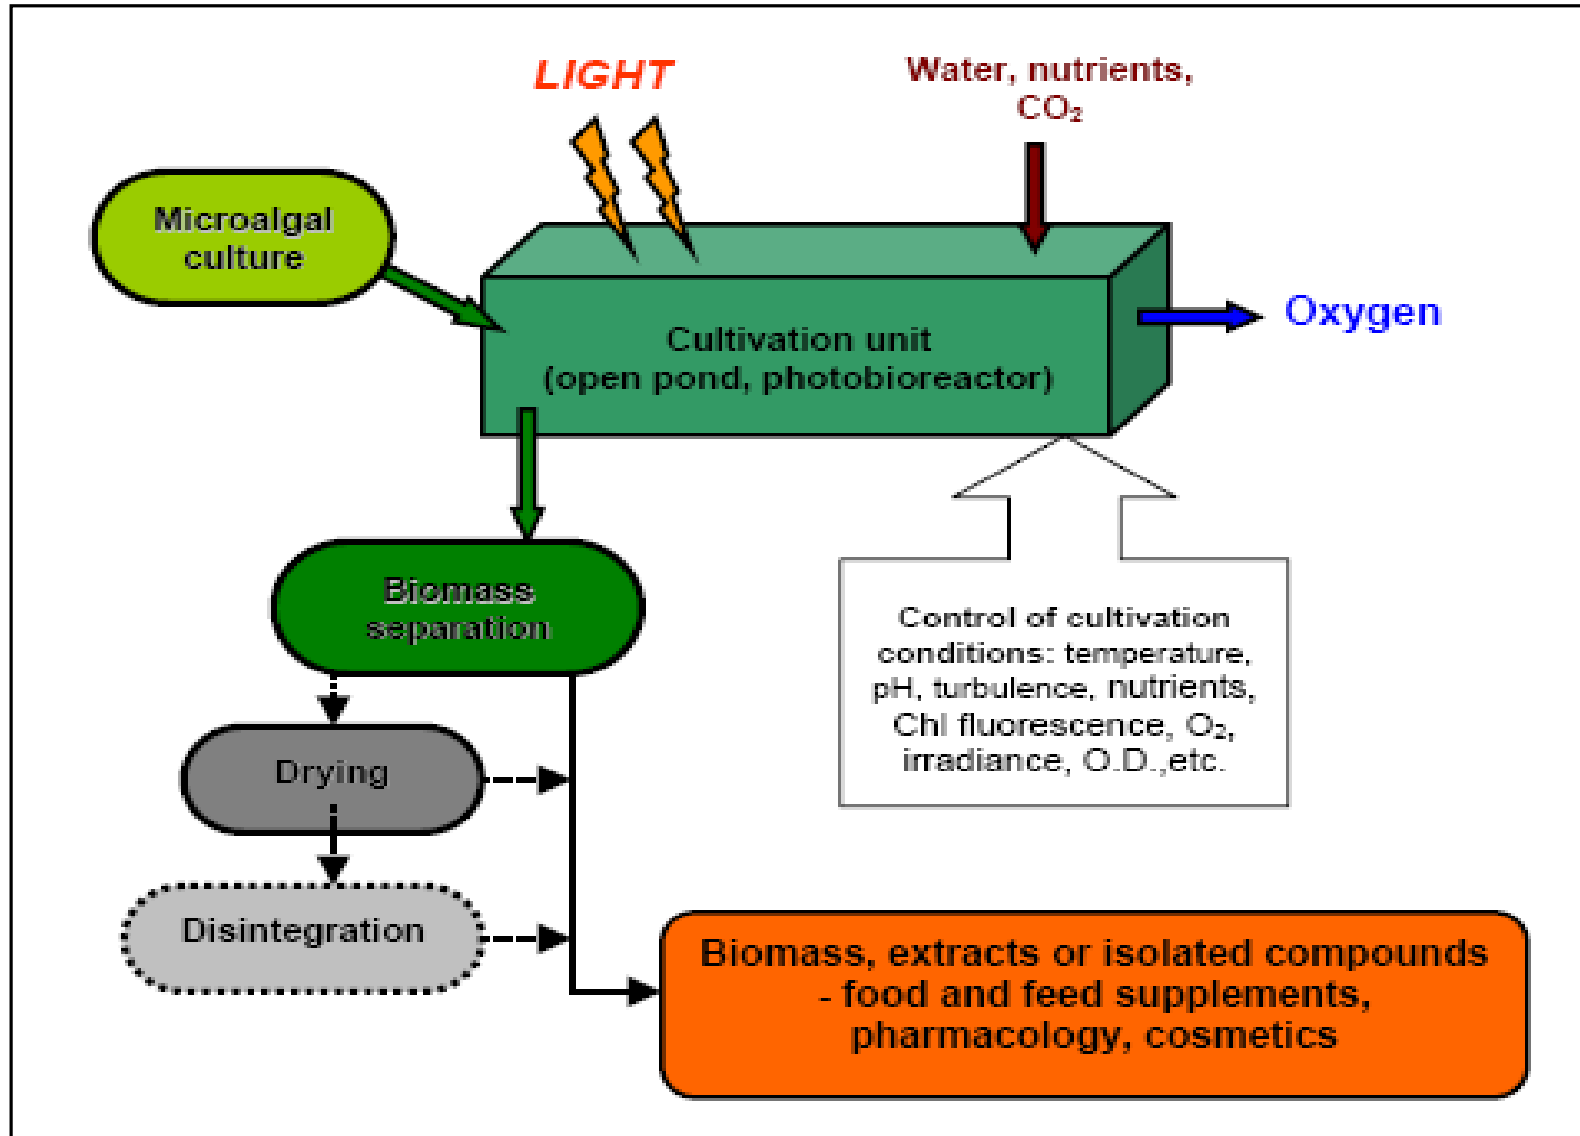 LIGHT
Water, nutrients,
CO₂
Microalgal
culture
Cultivation unit
(open pond, photobioreactor)
Oxygen
Biomass
separation
Control of cultivation
conditions: temperature,
pH, turbulence, nutrients,
Chl fluorescence, O₂,
irradiance, O.D.,etc.
Drying
Disintegration
Biomass, extracts or isolated compounds
- food and feed supplements,
pharmacology, cosmetics